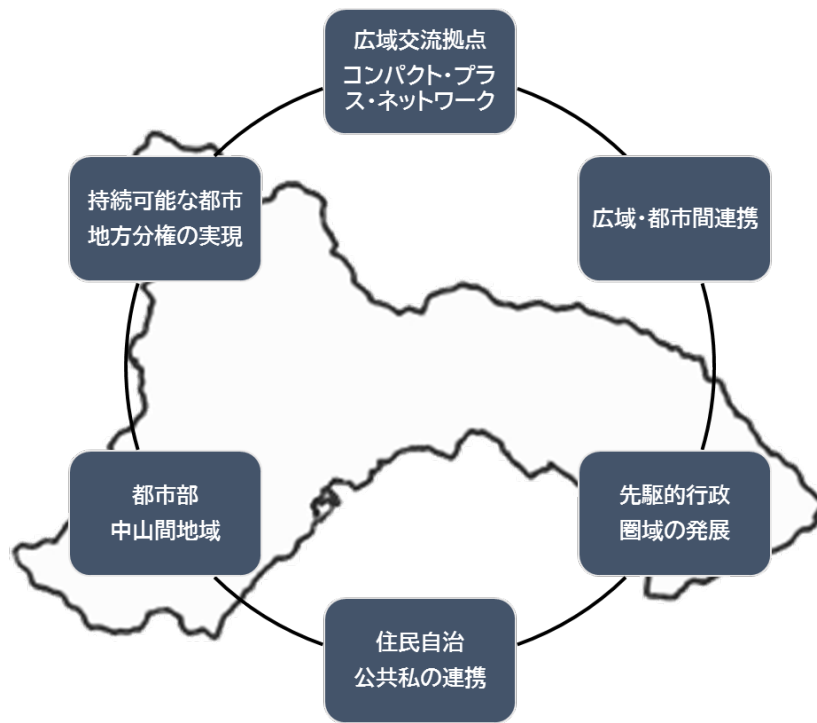 広域交流拠点
コンパクト・プラ
ス・ネットワーク
広域・都市間連携
先駆的行政
圏域の発展
住民自治
公共私の連携
都市部
中山間地域
持続可能な都市
地方分権の実現